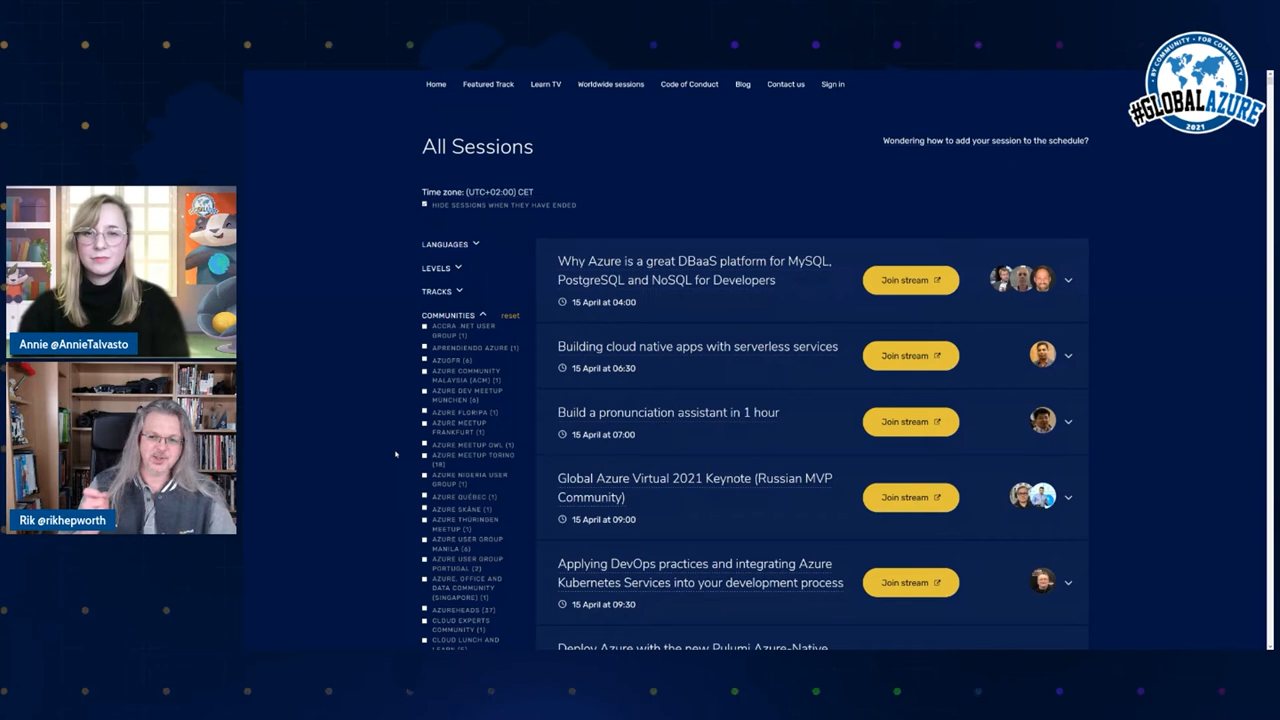 Home Featured Track Learn TV Worldwide sessions Code of Conduct Blog Contact us Sign in
BY COMMUNITY • FOR COMMUNITY
#GLOBALAZURE
2021
All Sessions
Wondering how to add your session to the schedule?
Time zone: (UTC+02:00) CET
HIDE SESSIONS WHEN THEY HAVE ENDED
LANGUAGES
LEVELS
TRACKS
COMMUNITIES reset
ACCRA .NET USER
GROUP (1)
APRENDIENDO AZURE (1)
AZUGFR (6)
AZURE COMMUNITY
MALAYSIA (ACM) (1)
AZURE DEV MEETUP
MÜNCHEN (6)
AZURE FLORIPA (1)
AZURE MEETUP
FRANKFURT (1)
AZURE MEETUP OWL (1)
AZURE MEETUP TORINO
(18)
AZURE NIGERIA USER
GROUP (1)
AZURE QUÉBEC (1)
AZURE SKÅNE (1)
AZURE THÜRINGEN
MEETUP (1)
AZURE USER GROUP
MANILA (6)
AZURE USER GROUP
PORTUGAL (2)
AZURE, OFFICE AND
DATA COMMUNITY
(SINGAPORE) (1)
AZUREHEADS (37)
CLOUD EXPERTS
COMMUNITY (1)
CLOUD LUNCH AND
Why Azure is a great DBaaS platform for MySQL,
PostgreSQL and NoSQL for Developers
15 April at 04:00
Join stream
Building cloud native apps with serverless services
15 April at 06:30
Join stream
Build a pronunciation assistant in 1 hour
15 April at 07:00
Join stream
Global Azure Virtual 2021 Keynote (Russian MVP
Community)
15 April at 09:00
Join stream
Applying DevOps practices and integrating Azure
Kubernetes Services into your development process
15 April at 09:30
Join stream
Deploy Azure with the new Pulumi Azure-Native
Annie @AnnieTalvasto
Rik @rikhepworth